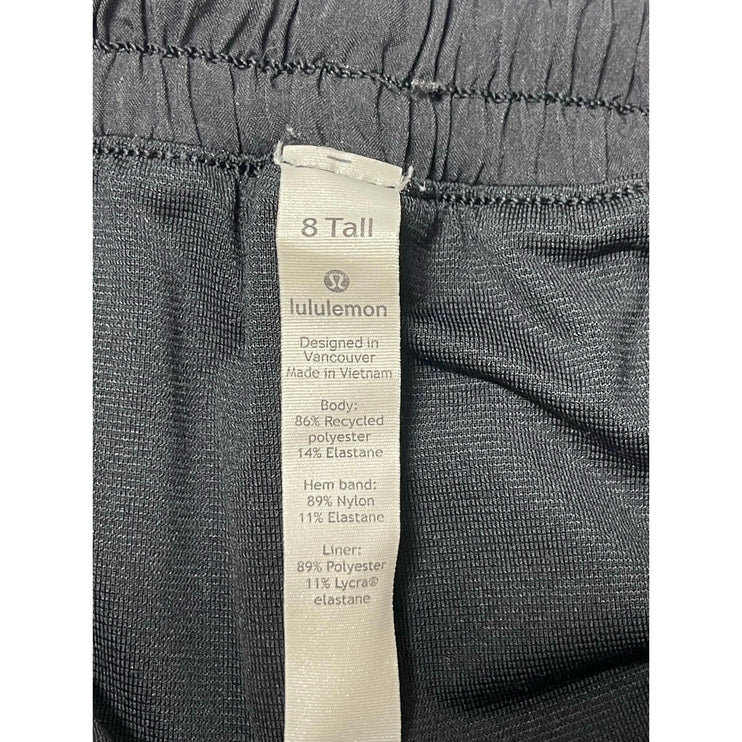 8 Tall
lululemon
Designed in
Vancouver
Made in Vietnam
Body:
86% Recycled
polyester
14% Elastane
Hem band:
89% Nylon
11% Elastane
Liner:
89% Polyester
11% Lycra®
elastane